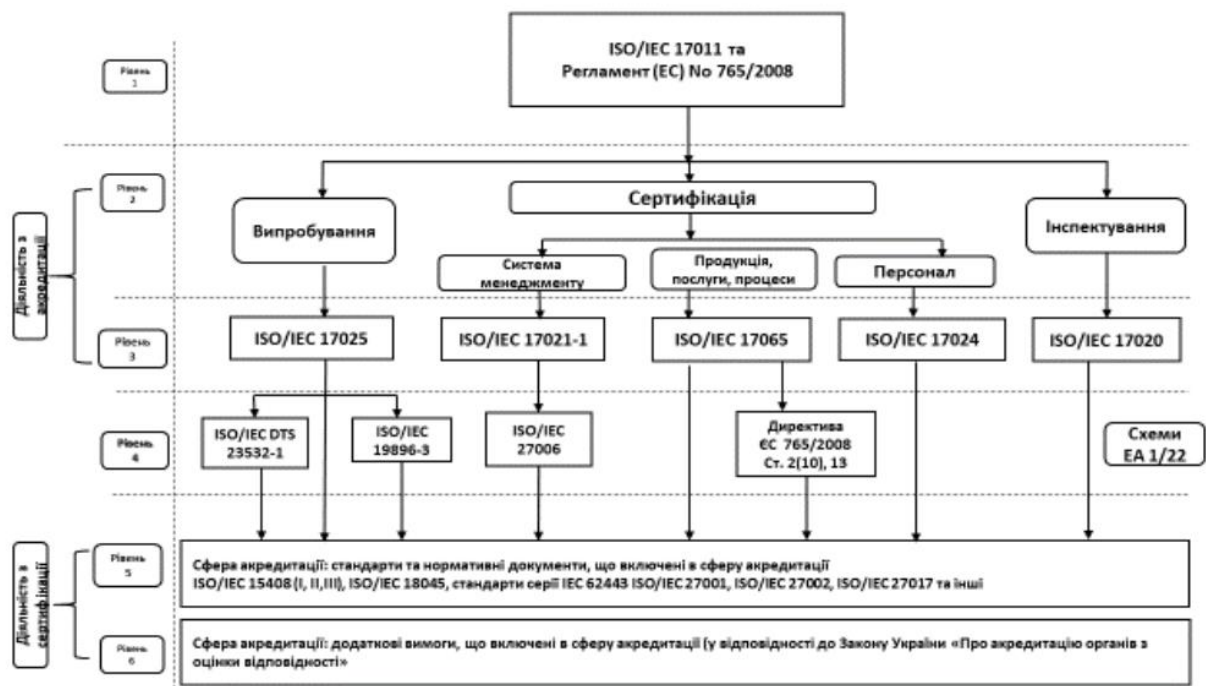 ISO/IEC 17011 та
Регламент (ЕС) No 765/2008
Рівень
1
Рівень
2
Сертифікація
Випробування
Інспектування
Система
менеджменту
Продукція,
послуги, процеси
Персонал
Діяльність з
акредитації
Рівень
3
ISO/IEC 17025
ISO/IEC 17021-1
ISO/IEC 17065
ISO/IEC 17024
ISO/IEC 17020
Рівень
4
ISO/IEC DTS
23532-1
ISO/IEC
19896-3
ISO/IEC
27006
Директива
ЄС 765/2008
Ст. 2(10), 13
Схеми
ЕА 1/22
Діяльність з
сертифікації
Рівень
5
Сфера акредитації: стандарти та нормативні документи, що включені в сферу акредитації
ISO/IEC 15408 (I, II,III), ISO/IEC 18045, стандарти серії IEC 62443 ISO/IEC 27001, ISO/IEC 27002, ISO/IEC 27017 та інші
Рівень
6
Сфера акредитації: додаткові вимоги, що включені в сферу акредитації (у відповідності до Закону України «Про акредитацію органів з
оцінки відповідності»